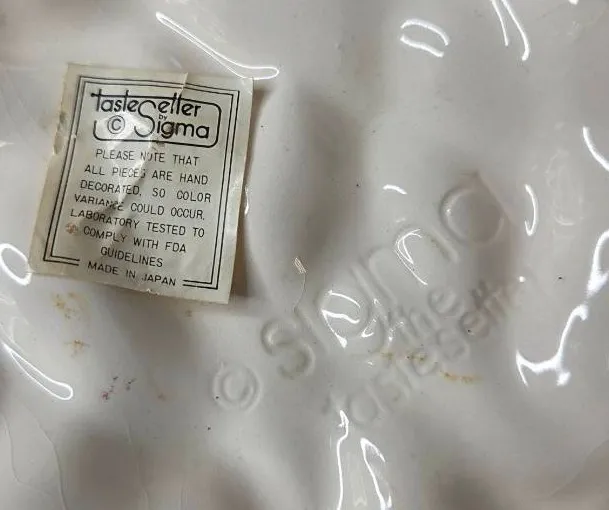 tasteSetter
by
© Sigma
PLEASE NOTE THAT
ALL PIECES ARE HAND
DECORATED, SO COLOR
VARIANCE COULD OCCUR.
LABORATORY TESTED TO
COMPLY WITH FDA
GUIDELINES
MADE IN JAPAN
© Sigma
the
tastesetter